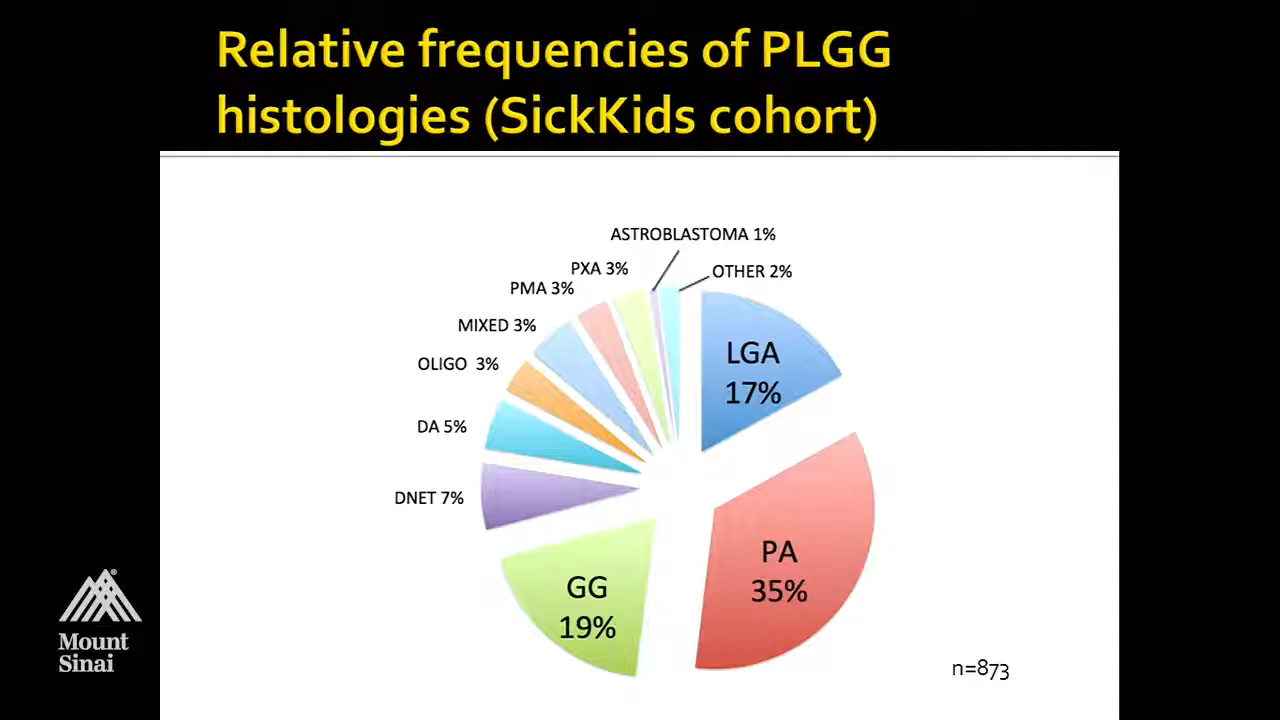 Relative frequencies of PLGG
histologies (SickKids cohort)
ASTROBLASTOMA 1%
PXA 3%
OTHER 2%
PMA 3%
MIXED 3%
OLIGO 3%
DA 5%
DNET 7%
LGA
17%
PA
35%
GG
19%
n=873
Mount
Sinai